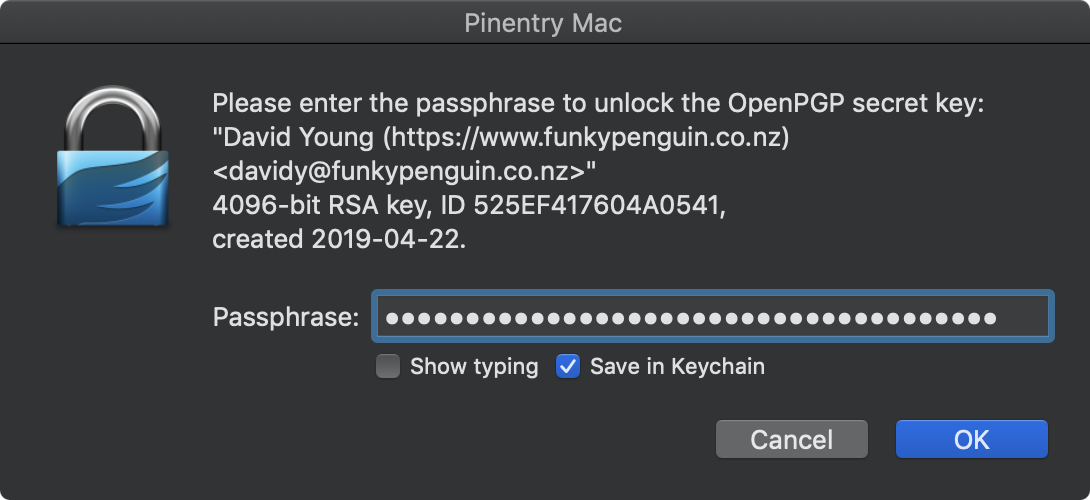 Pinentry Mac
Please enter the passphrase to unlock the OpenPGP secret key:
"David Young (https://www.funkypenguin.co.nz)
<davidy@funkypenguin.co.nz>"
4096-bit RSA key, ID 525EF417604A0541,
created 2019-04-22.
Passphrase: ●●●●●●●●●●●●●●●●●●●●●●●●●●●●●●●●●●●●●●
Show typing Save in Keychain
Cancel OK